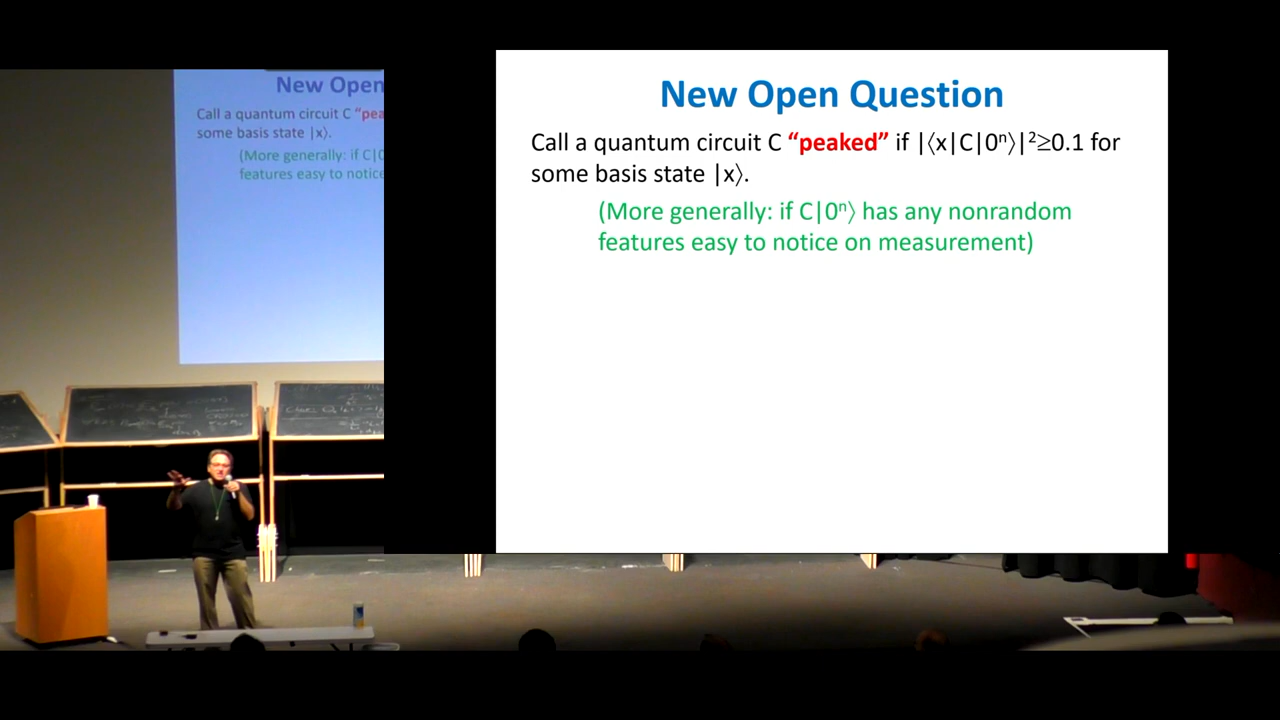 New Open
Call a quantum circuit C “pea
some basis state |x⟩.
(More generally: if C|0
features easy to notice
New Open Question
Call a quantum circuit C “peaked” if |⟨x|C|0ⁿ⟩|²≥0.1 for
some basis state |x⟩.
(More generally: if C|0ⁿ⟩ has any nonrandom
features easy to notice on measurement)